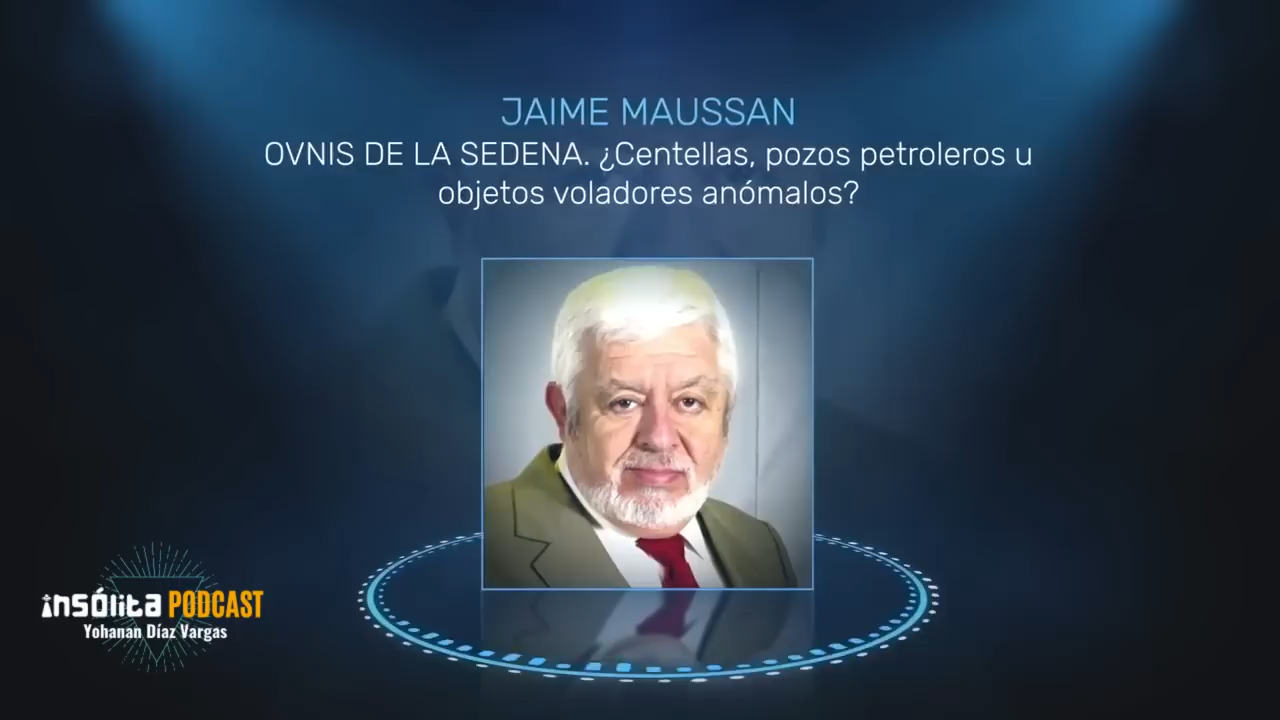 JAIME MAUSSAN
OVNIS DE LA SEDENA. ¿Centellas, pozos petroleros u
objetos voladores anómalos?
insólita PODCAST
Yohanan Díaz Vargas